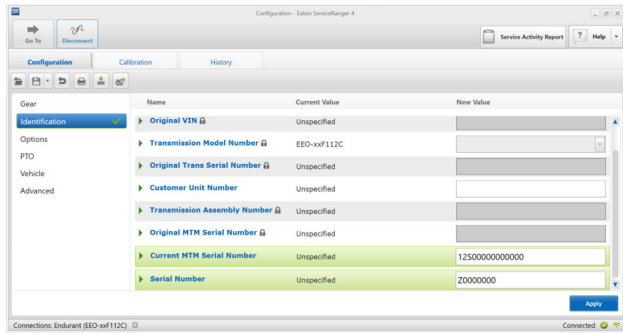 Configuration - Eaton ServiceRanger 4
Go To
Disconnect
Service Activity Report
? Help
Configuration
Calibration
History
Gear
Identification
Options
PTO
Vehicle
Advanced
Name Current Value New Value
Original VIN Unspecified
Transmission Model Number EEO-xxF112C
Original Trans Serial Number Unspecified
Customer Unit Number Unspecified
Transmission Assembly Number Unspecified
Original MTM Serial Number Unspecified
Current MTM Serial Number Unspecified 12S00000000000
Serial Number Unspecified Z0000000
Apply
Connections: Endurant (EEO-xxF112C)
Connected